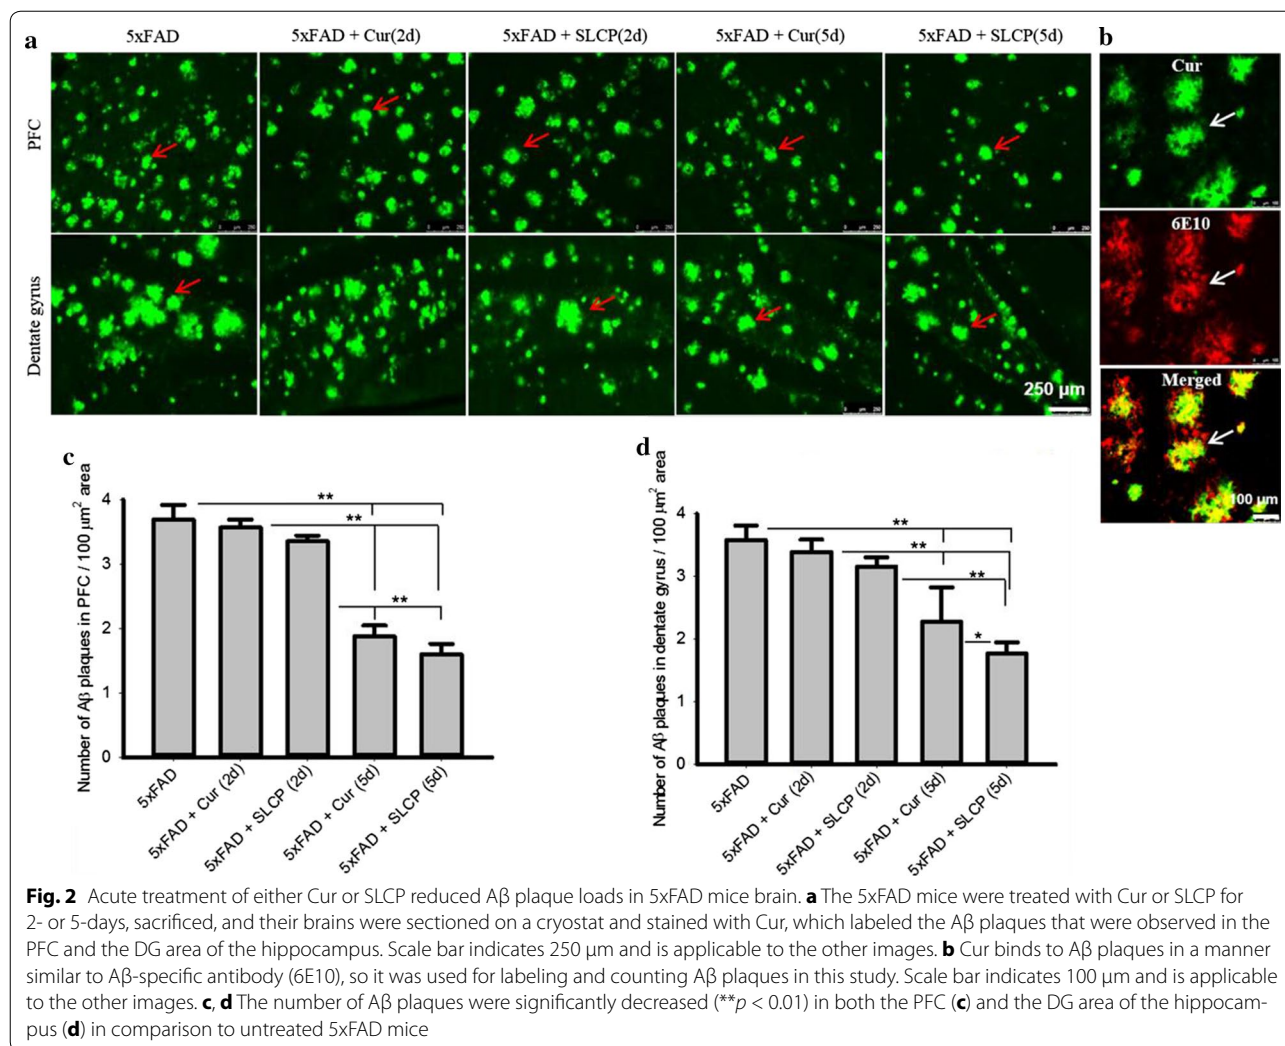 a
5xFAD
5xFAD + Cur(2d)
5xFAD + SLCP(2d)
5xFAD + Cur(5d)
5xFAD + SLCP(5d)
PFC
Dentate gyrus
250 µm
b
Cur
6E10
Merged
100 µm
c
Number of Aβ plaques in PFC / 100 µm² area
4
3
2
1
0
**
**
**
5xFAD
5xFAD + Cur (2d)
5xFAD + SLCP (2d)
5xFAD + Cur (5d)
5xFAD + SLCP (5d)
d
Number of Aβ plaques in dentate gyrus / 100 µm² area
4
3
2
1
0
**
**
**
*
5xFAD
5xFAD + Cur (2d)
5xFAD + SLCP (2d)
5xFAD + Cur (5d)
5xFAD + SLCP (5d)
Fig. 2 Acute treatment of either Cur or SLCP reduced Aβ plaque loads in 5xFAD mice brain. a The 5xFAD mice were treated with Cur or SLCP for
2- or 5-days, sacrificed, and their brains were sectioned on a cryostat and stained with Cur, which labeled the Aβ plaques that were observed in the
PFC and the DG area of the hippocampus. Scale bar indicates 250 µm and is applicable to the other images. b Cur binds to Aβ plaques in a manner
similar to Aβ-specific antibody (6E10), so it was used for labeling and counting Aβ plaques in this study. Scale bar indicates 100 µm and is applicable
to the other images. c, d The number of Aβ plaques were significantly decreased (**p < 0.01) in both the PFC (c) and the DG area of the hippocam-
pus (d) in comparison to untreated 5xFAD mice